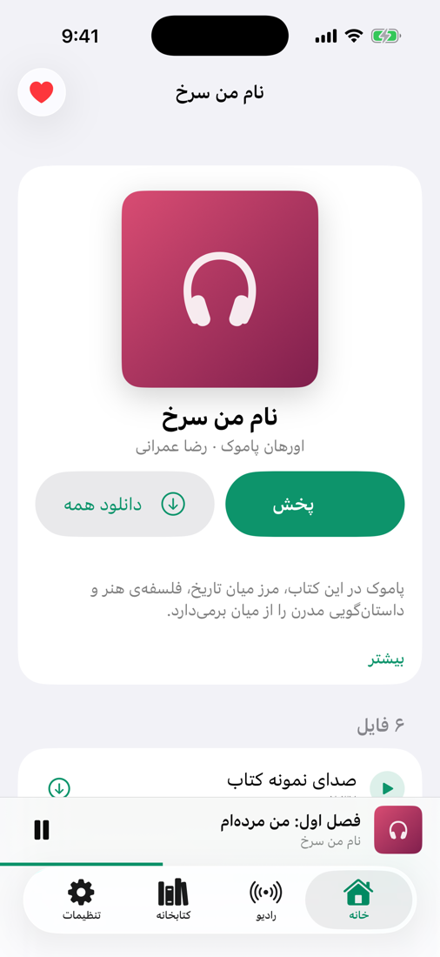 9:41
نام من سرخ
نام من سرخ
اورهان پاموک · رضا عمرانی
پخش
دانلود همه
پاموک در این کتاب، مرز میان تاریخ، فلسفه‌ی هنر و
داستان‌گویی مدرن را از میان برمی‌دارد.
بیشتر
۶ فایل
صدای نمونه کتاب
فصل اول: من مرده‌ام
نام من سرخ
خانه
رادیو
کتابخانه
تنظیمات